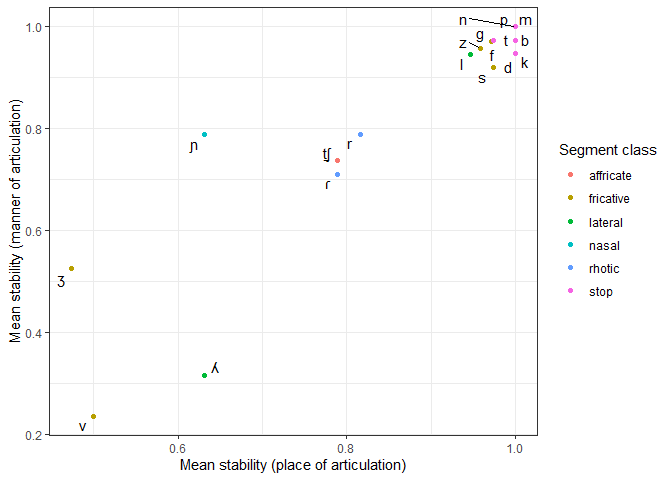 n p m
g t b
z f k
l s d
ɲ t͡ʃ r
ɾ
ʒ
ʎ
v
1.0
0.8
0.6
0.4
0.2
0.6 0.8 1.0
Mean stability (place of articulation)
Mean stability (manner of articulation)
Segment class
affricate
fricative
lateral
nasal
rhotic
stop